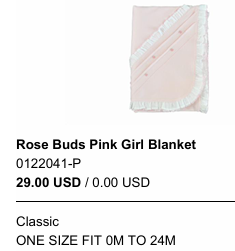 Rose Buds Pink Girl Blanket
0122041-P
29.00 USD / 0.00 USD
Classic
ONE SIZE FIT 0M TO 24M